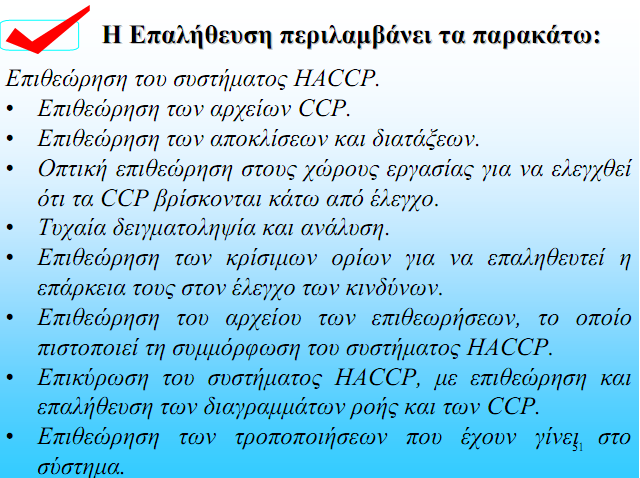 Η Επαλήθευση περιλαμβάνει τα παρακάτω:
Επιθεώρηση του συστήματος HACCP.
• Επιθεώρηση των αρχείων CCP.
• Επιθεώρηση των αποκλίσεων και διατάξεων.
• Οπτική επιθεώρηση στους χώρους εργασίας για να ελεγχθεί
ότι τα CCP βρίσκονται κάτω από έλεγχο.
• Τυχαία δειγματοληψία και ανάλυση.
• Επιθεώρηση των κρίσιμων ορίων για να επαληθευτεί η
επάρκεια τους στον έλεγχο των κινδύνων.
• Επιθεώρηση του αρχείου των επιθεωρήσεων, το οποίο
πιστοποιεί τη συμμόρφωση του συστήματος HACCP.
• Επικύρωση του συστήματος HACCP, με επιθεώρηση και
επαλήθευση των διαγραμμάτων ροής και των CCP.
• Επιθεώρηση των τροποποιήσεων που έχουν γίνει στο
σύστημα.
51